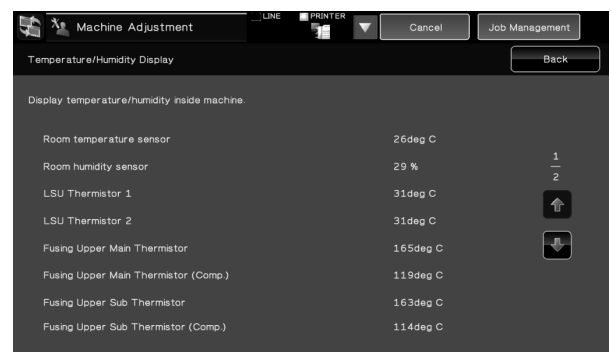 Machine Adjustment
LINE
PRINTER
Cancel
Job Management
Temperature/Humidity Display
Back
Display temperature/humidity inside machine.
Room temperature sensor 26deg C
Room humidity sensor 29 %
1
2
LSU Thermistor 1 31deg C
LSU Thermistor 2 31deg C
Fusing Upper Main Thermistor 165deg C
Fusing Upper Main Thermistor (Comp.) 119deg C
Fusing Upper Sub Thermistor 163deg C
Fusing Upper Sub Thermistor (Comp.) 114deg C